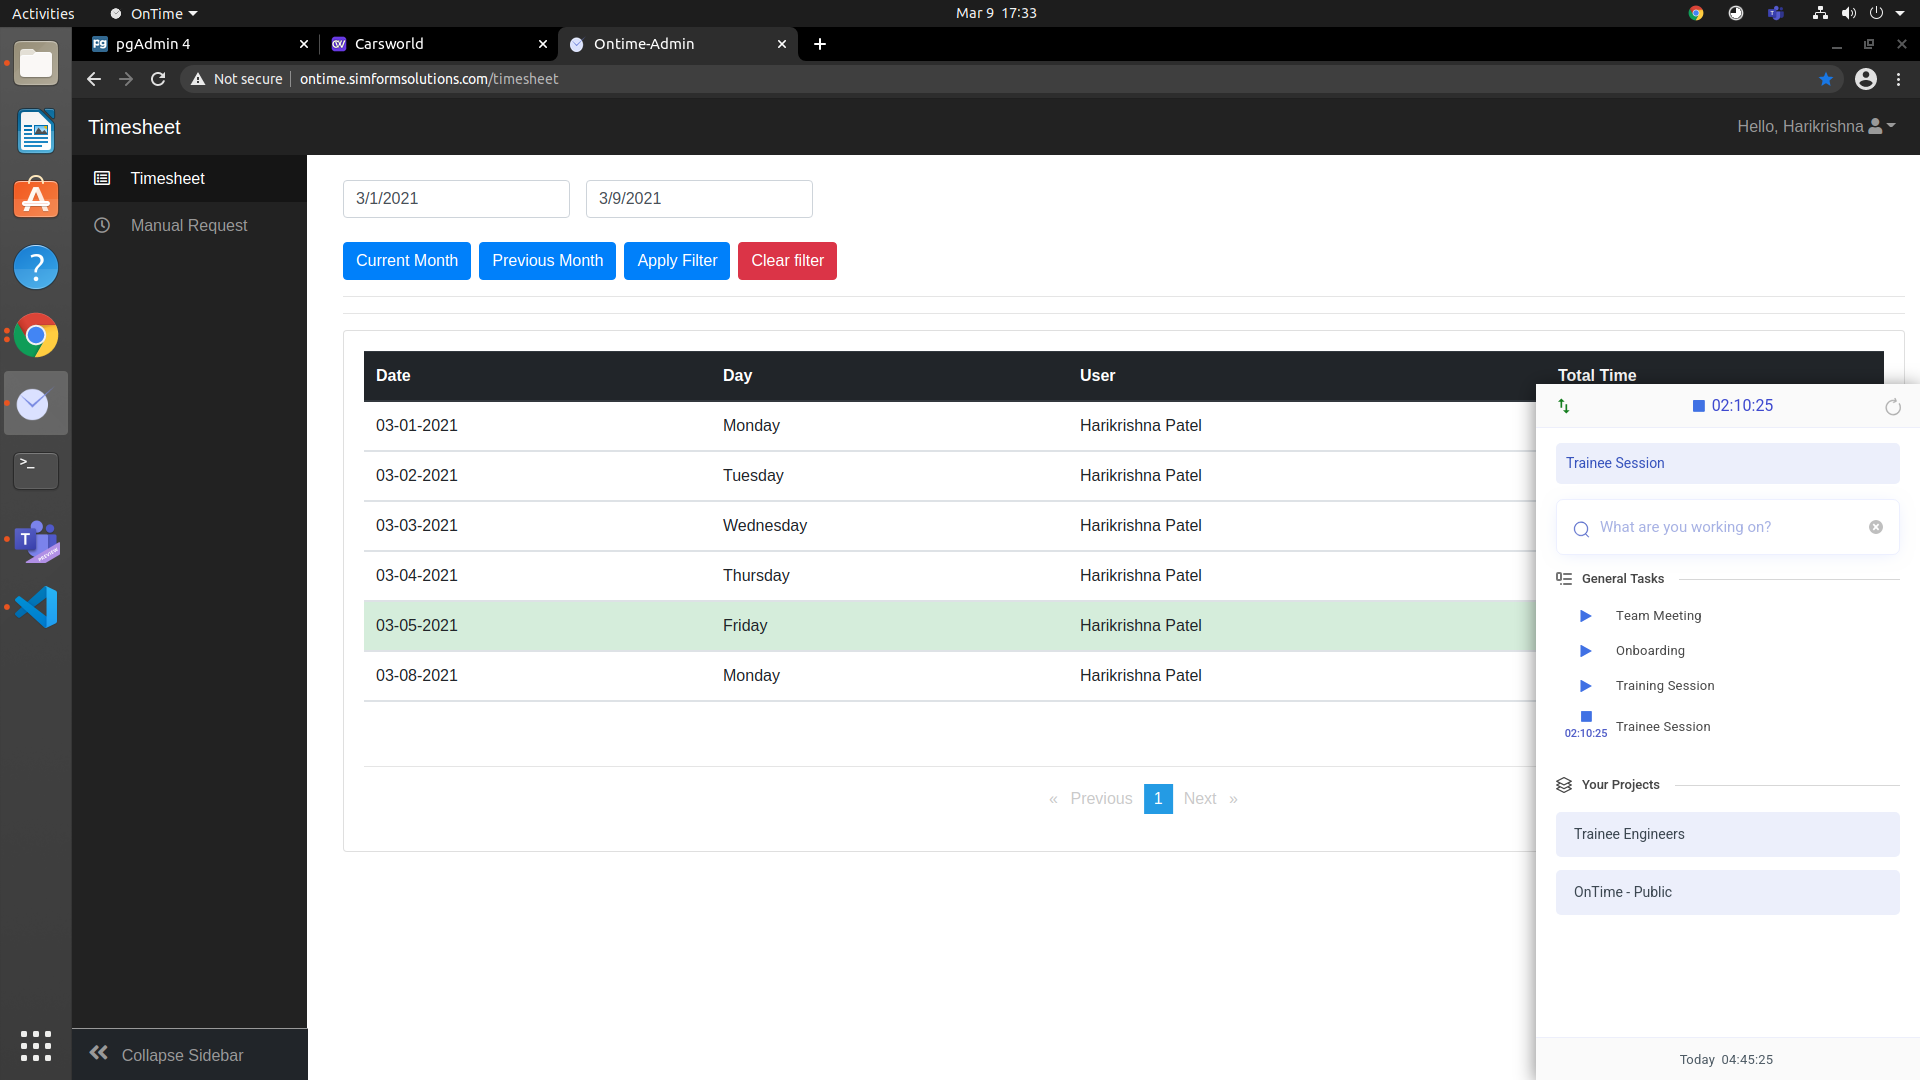 Activities
OnTime
Mar 9 17:33
pgAdmin 4
Carsworld
Ontime-Admin
Not secure
ontime.simformsolutions.com/timesheet
Timesheet
Hello, Harikrishna
Timesheet
Manual Request
3/1/2021
3/9/2021
Current Month
Previous Month
Apply Filter
Clear filter
Date Day User Total Time
03-01-2021 Monday Harikrishna Patel
03-02-2021 Tuesday Harikrishna Patel
03-03-2021 Wednesday Harikrishna Patel
03-04-2021 Thursday Harikrishna Patel
03-05-2021 Friday Harikrishna Patel
03-08-2021 Monday Harikrishna Patel
« Previous 1 Next »
Collapse Sidebar
02:10:25
Trainee Session
What are you working on?
General Tasks
Team Meeting
Onboarding
Training Session
Trainee Session
02:10:25
Your Projects
Trainee Engineers
OnTime - Public
Today 04:45:25